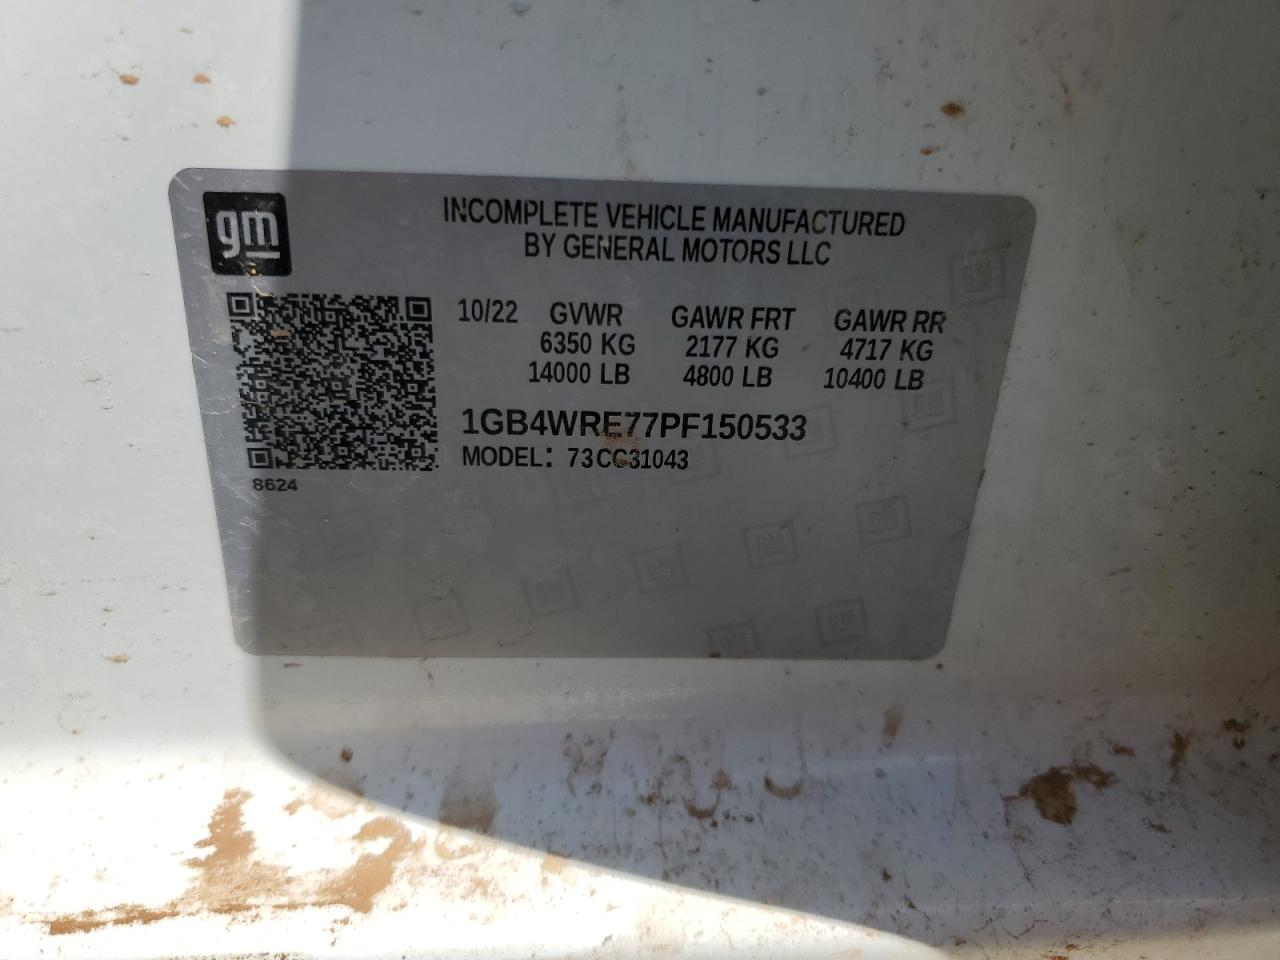 gm
INCOMPLETE VEHICLE MANUFACTURED
BY GENERAL MOTORS LLC
10/22 GVWR GAWR FRT GAWR RR
6350 KG 2177 KG 4717 KG
14000 LB 4800 LB 10400 LB
1GB4WRE77PF150533
MODEL: 73CC31043
8624